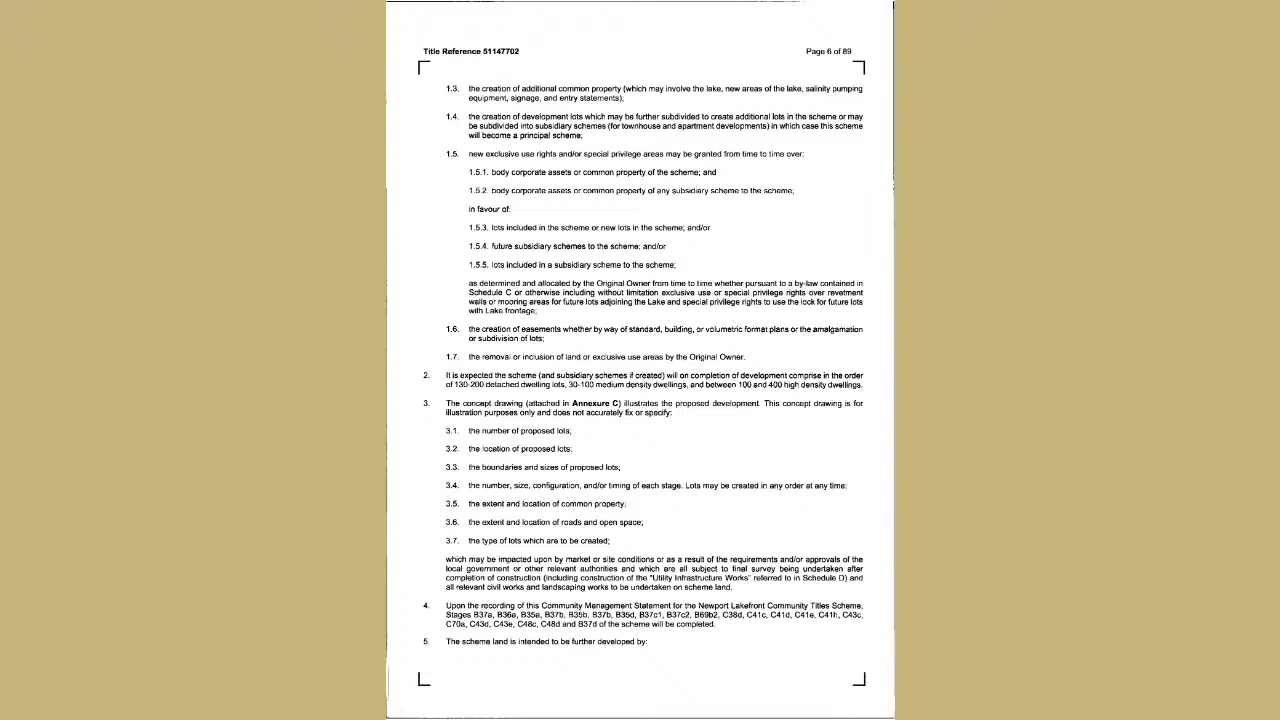 Title Reference 51147702
Page 6 of 89
1.3. the creation of additional common property (which may involve the lake, new areas of the lake, salinity pumping
equipment, signage, and entry statements);
1.4. the creation of development lots which may be further subdivided to create additional lots in the scheme or may
be subdivided into subsidiary schemes (for townhouse and apartment developments) in which case this scheme
will become a principal scheme;
1.5. new exclusive use rights and/or special privilege areas may be granted from time to time over:
1.5.1. body corporate assets or common property of the scheme; and
1.5.2. body corporate assets or common property of any subsidiary scheme to the scheme;
in favour of:
1.5.3. lots included in the scheme or new lots in the scheme; and/or
1.5.4. future subsidiary schemes to the scheme; and/or
1.5.5. lots included in a subsidiary scheme to the scheme;
as determined and allocated by the Original Owner from time to time whether pursuant to a by-law contained in
Schedule C or otherwise including without limitation exclusive use or special privilege rights over revetment
walls or mooring areas for future lots adjoining the Lake and special privilege rights to use the lock for future lots
with Lake frontage;
1.6. the creation of easements whether by way of standard, building, or volumetric format plans or the amalgamation
or subdivision of lots;
1.7. the removal or inclusion of land or exclusive use areas by the Original Owner.
2. It is expected the scheme (and subsidiary schemes if created) will on completion of development comprise in the order
of 130-200 detached dwelling lots, 30-100 medium density dwellings, and between 100 and 400 high density dwellings.
3. The concept drawing (attached in Annexure C) illustrates the proposed development. This concept drawing is for
illustration purposes only and does not accurately fix or specify:
3.1. the number of proposed lots;
3.2. the location of proposed lots;
3.3. the boundaries and sizes of proposed lots;
3.4. the number, size, configuration, and/or timing of each stage. Lots may be created in any order at any time;
3.5. the extent and location of common property;
3.6. the extent and location of roads and open space;
3.7. the type of lots which are to be created;
which may be impacted upon by market or site conditions or as a result of the requirements and/or approvals of the
local government or other relevant authorities and which are all subject to final survey being undertaken after
completion of construction (including construction of the "Utility Infrastructure Works" referred to in Schedule D) and
all relevant civil works and landscaping works to be undertaken on scheme land.
4. Upon the recording of this Community Management Statement for the Newport Lakefront Community Titles Scheme,
Stages B37a, B36a, B35a, B37b, B35b, B37b, B35d, B37c1, B37c2, B69b2, C38d, C41c, C41d, C41e, C41h, C43c,
C70a, C43d, C43e, C48c, C48d and B37d of the scheme will be completed.
5. The scheme land is intended to be further developed by: